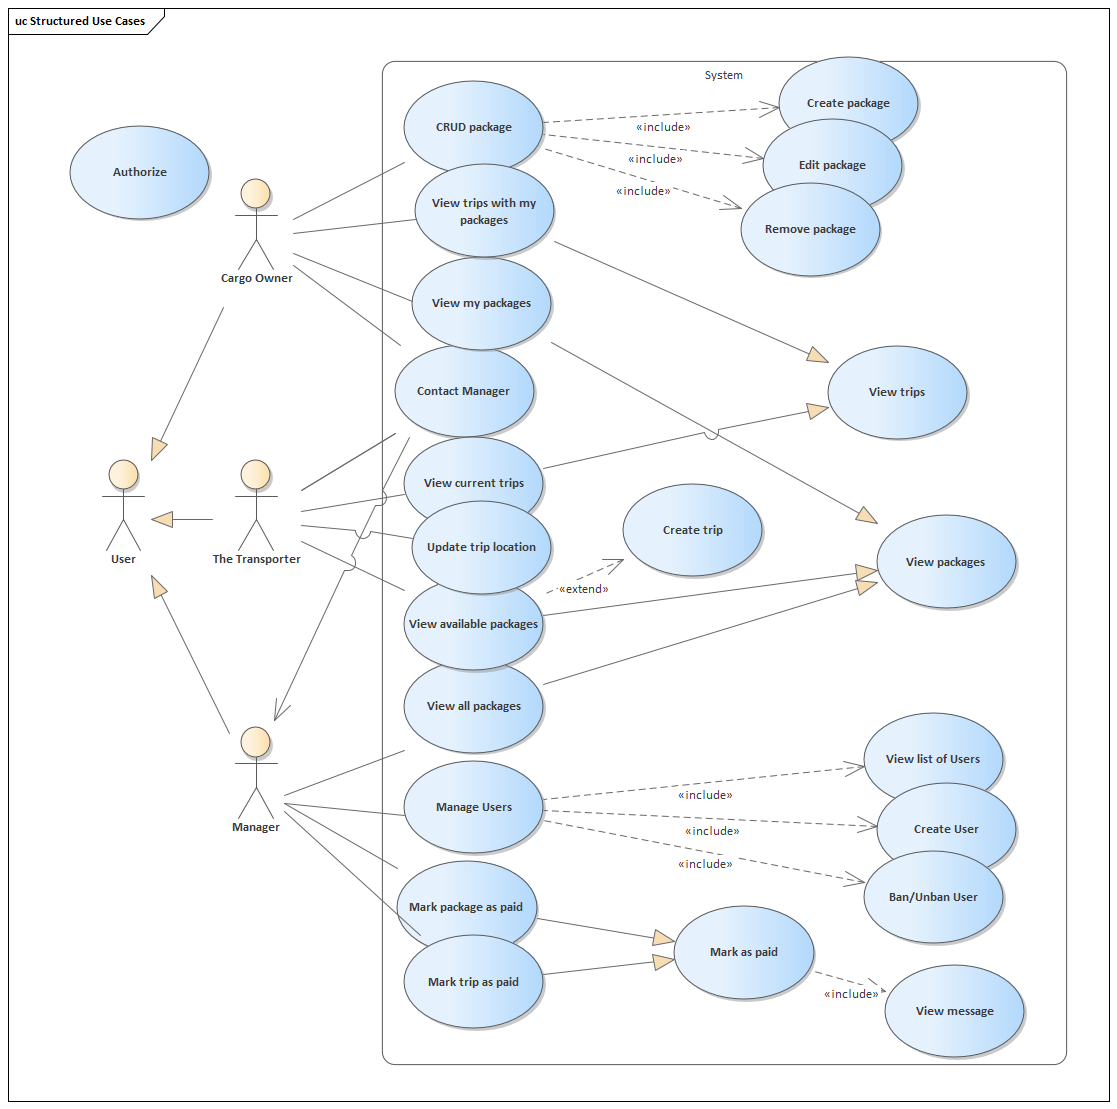 uc Structured Use Cases
System
Create package
CRUD package
«include»
Edit package
«include»
Authorize
«include»
View trips with my
packages
Remove package
Cargo Owner
View my packages
Contact Manager
View trips
View current trips
Create trip
User
The Transporter
Update trip location
View packages
«extend»
View available packages
View all packages
View list of Users
«include»
Manage Users
Manager
Create User
«include»
«include»
Ban/Unban User
Mark package as paid
Mark as paid
Mark trip as paid
«include»
View message